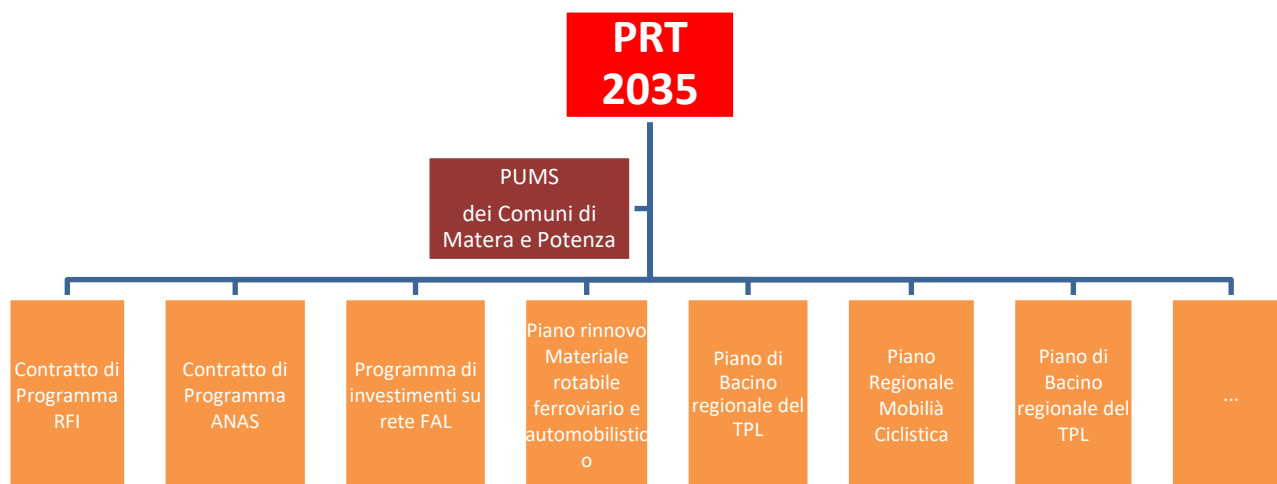 PRT
2035
PUMS
dei Comuni di
Matera e Potenza
Contratto di
Programma
RFI
Contratto di
Programma
ANAS
Programma di
investimenti su
rete FAL
Piano rinnovo
Materiale
rotabile
ferroviario e
automobilistic
o
Piano di
Bacino
regionale del
TPL
Piano
Regionale
Mobilià
Ciclistica
Piano di
Bacino
regionale del
TPL
...